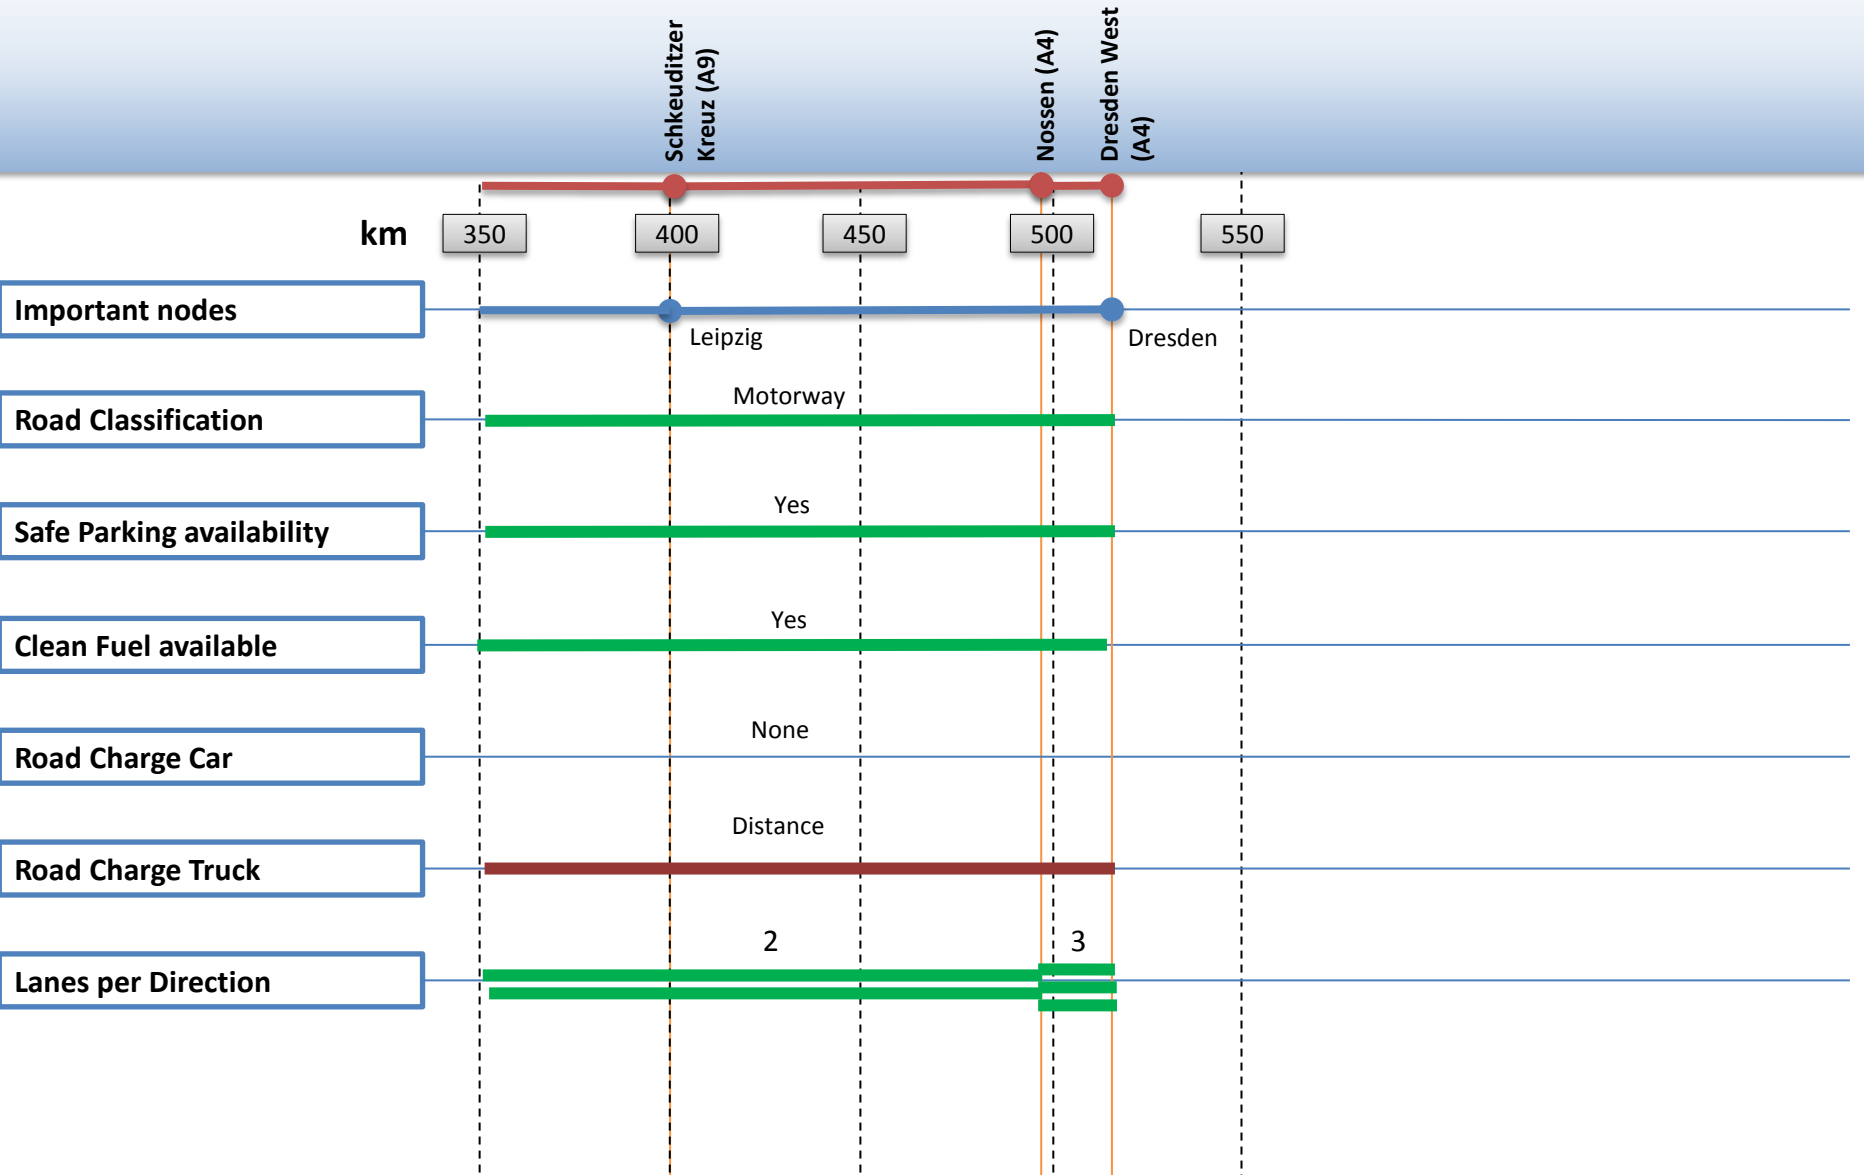 Schkeuditzer
Kreuz (A9)
Nossen (A4)
Dresden West
(A4)
km
350
400
450
500
550
Important nodes
Leipzig
Dresden
Motorway
Road Classification
Yes
Safe Parking availability
Yes
Clean Fuel available
None
Road Charge Car
Distance
Road Charge Truck
2
3
Lanes per Direction